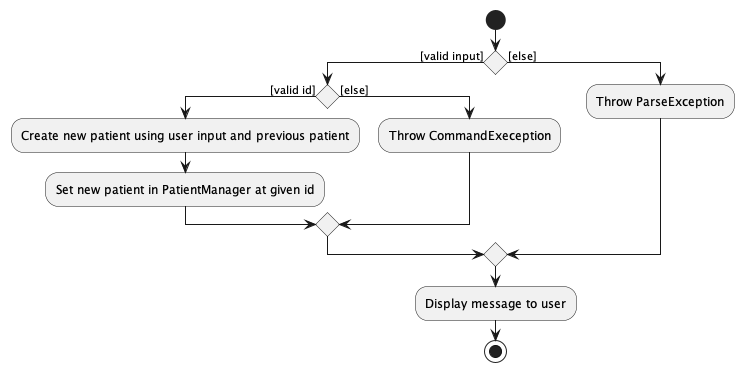 [valid input]
[else]
[valid id]
[else]
Throw ParseException
Create new patient using user input and previous patient
Throw CommandExeception
Set new patient in PatientManager at given id
Display message to user